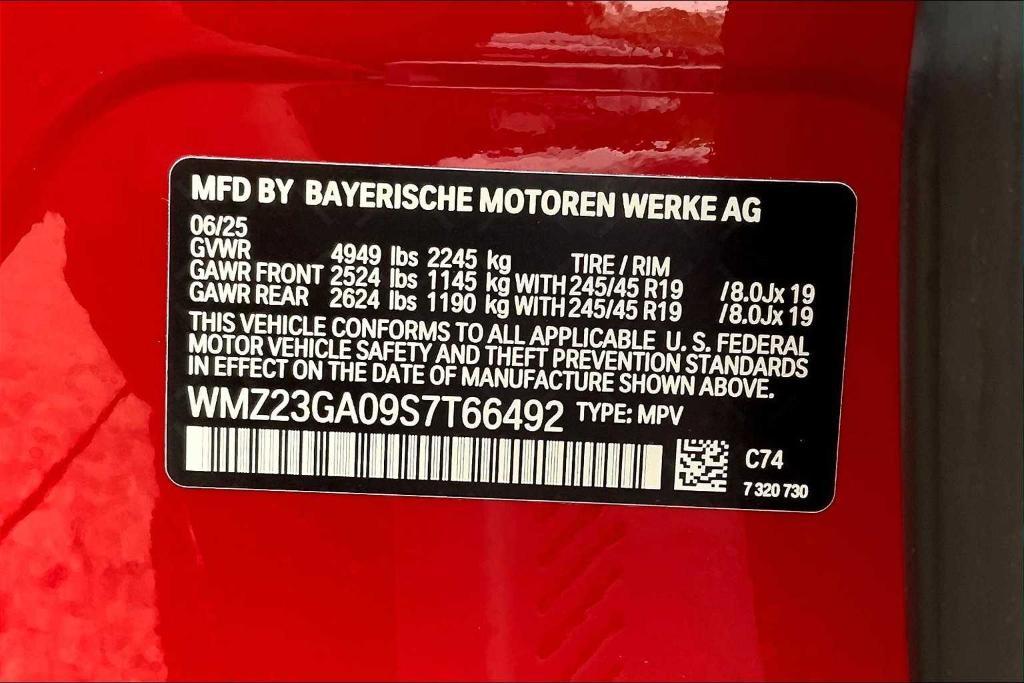 MFD BY BAYERISCHE MOTOREN WERKE AG
06/25
GVWR 4949 lbs 2245 kg TIRE / RIM
GAWR FRONT 2524 lbs 1145 kg WITH 245/45 R19 /8.0Jx 19
GAWR REAR 2624 lbs 1190 kg WITH 245/45 R19 /8.0Jx 19
THIS VEHICLE CONFORMS TO ALL APPLICABLE U. S. FEDERAL
MOTOR VEHICLE SAFETY AND THEFT PREVENTION STANDARDS
IN EFFECT ON THE DATE OF MANUFACTURE SHOWN ABOVE.
WMZ23GA09S7T66492 TYPE: MPV
C74
7 320 730